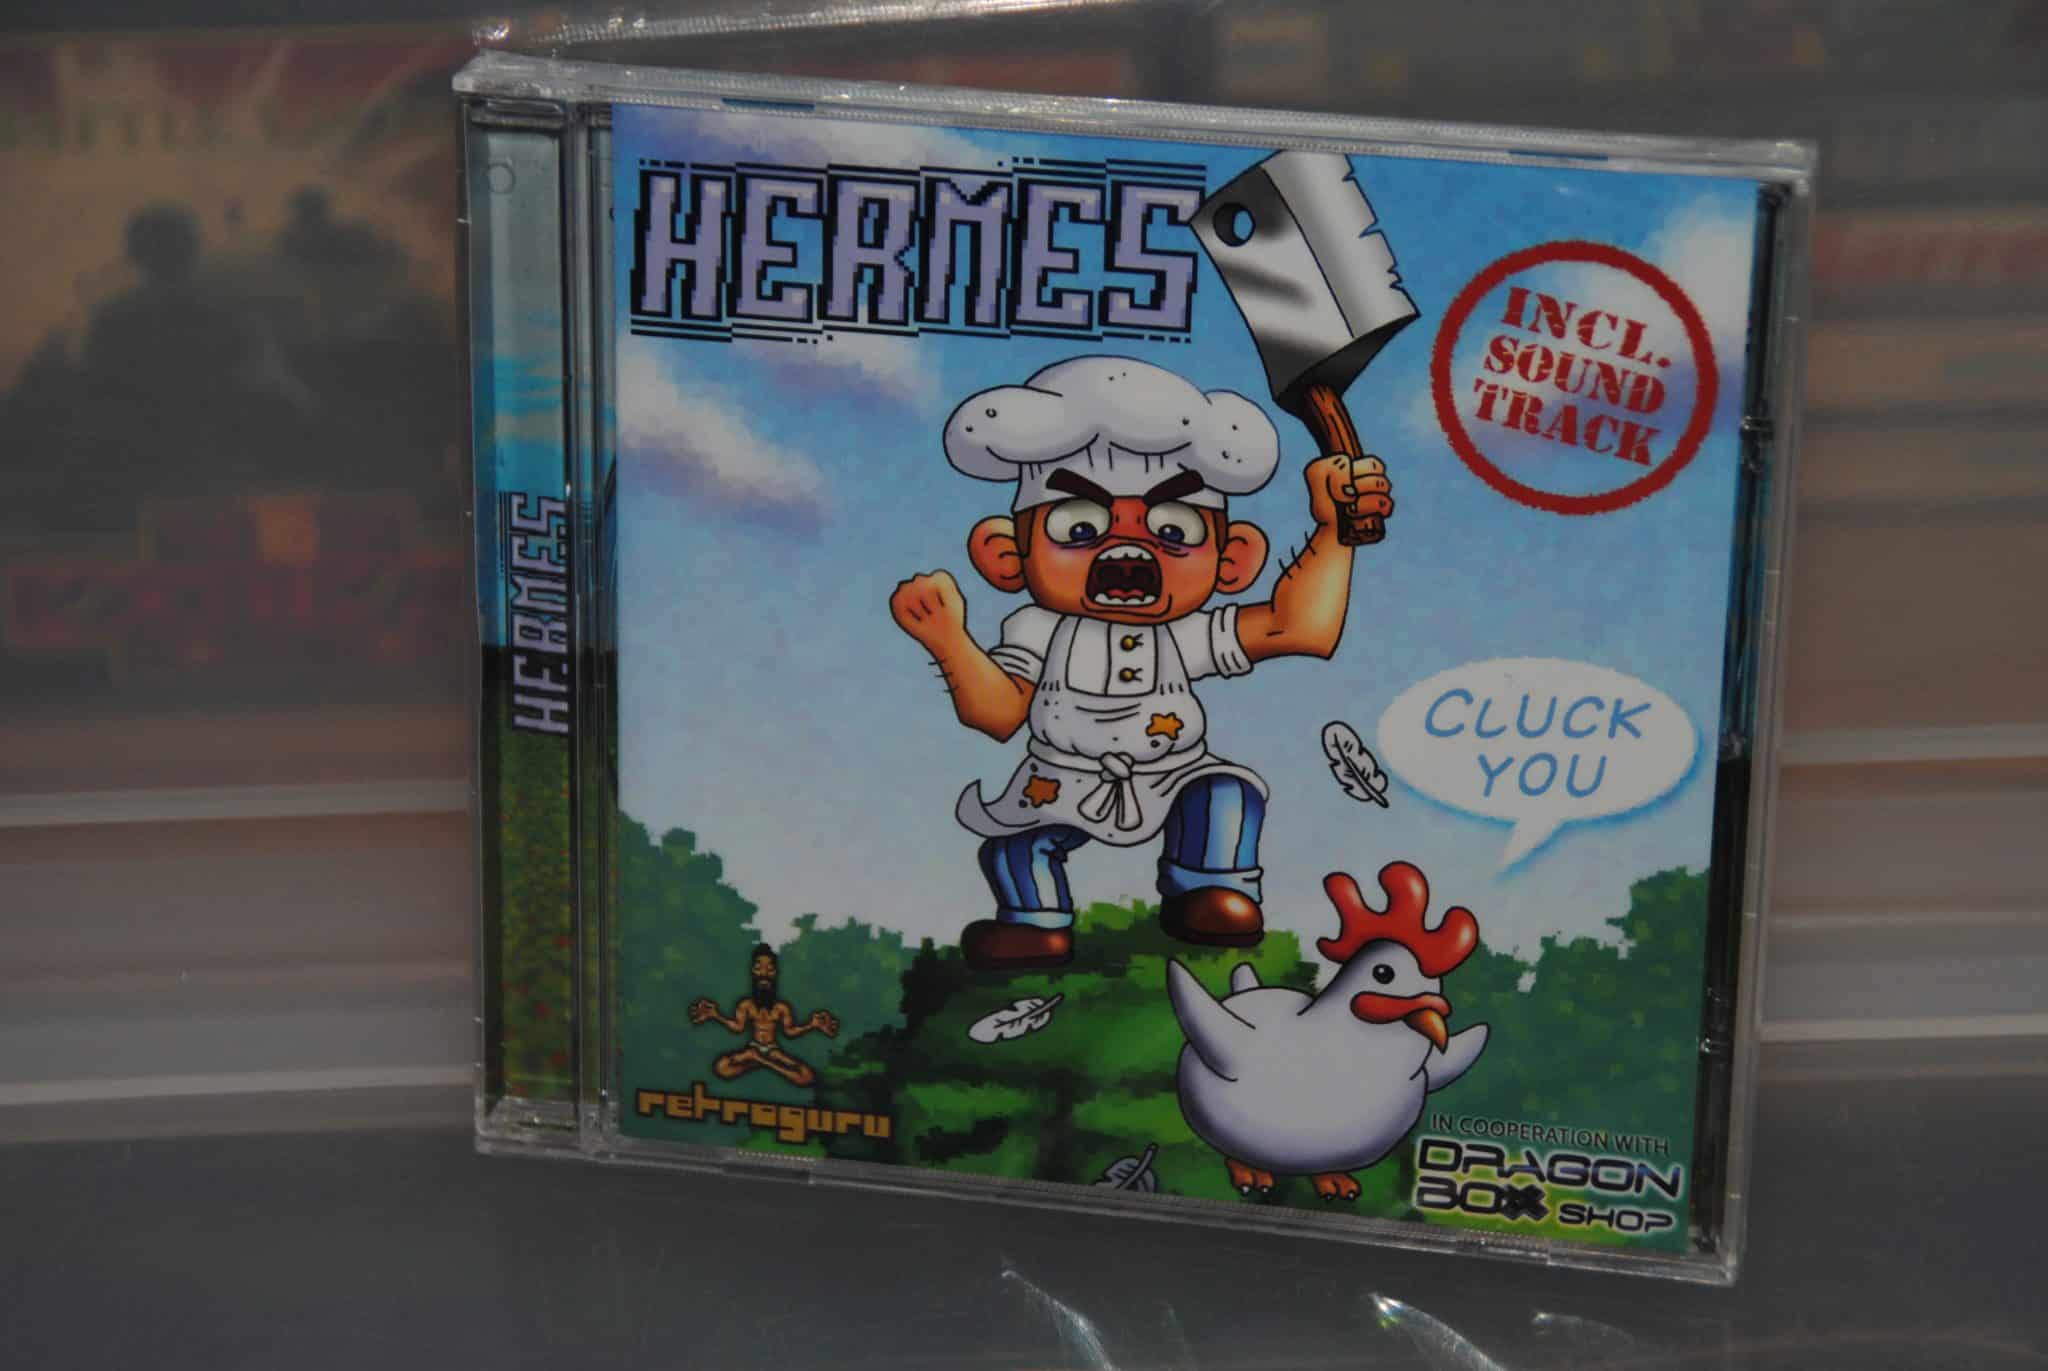 HERMES
INCL.
SOUND
TRACK
HERMES
CLUCK
YOU
retroguru
IN COOPERATION WITH
DRAGON
BOX SHOP